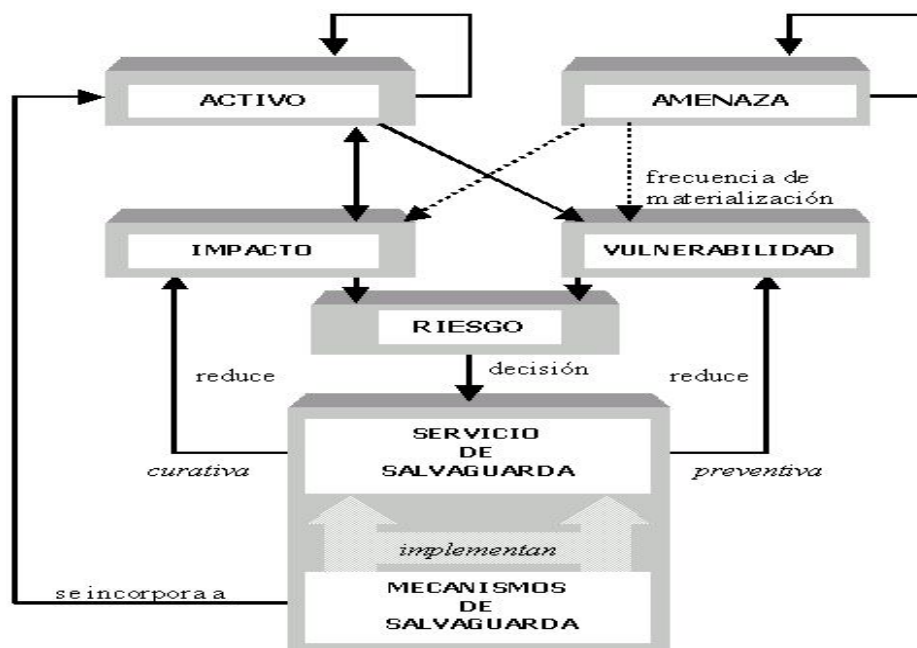 ACTIVO
AMENAZA
frecuencia de
materialización
IMPACTO
VULNERABILIDAD
RIESGO
reduce
decisión
reduce
SERVICIO
DE
SALVAGUARDA
curativa
preventiva
implementan
se incorpora a
MECANISMOS
DE
SALVAGUARDA